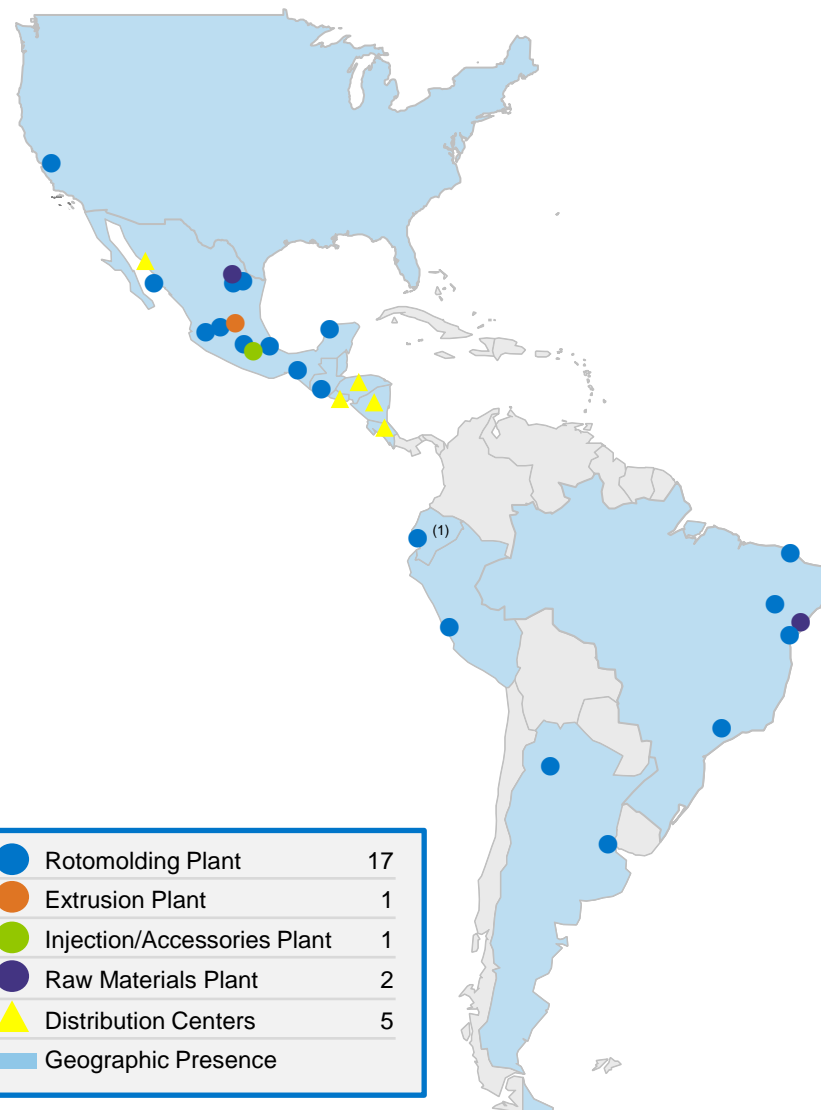 (1)
Rotomolding Plant 17
Extrusion Plant 1
Injection/Accessories Plant 1
Raw Materials Plant 2
Distribution Centers 5
Geographic Presence